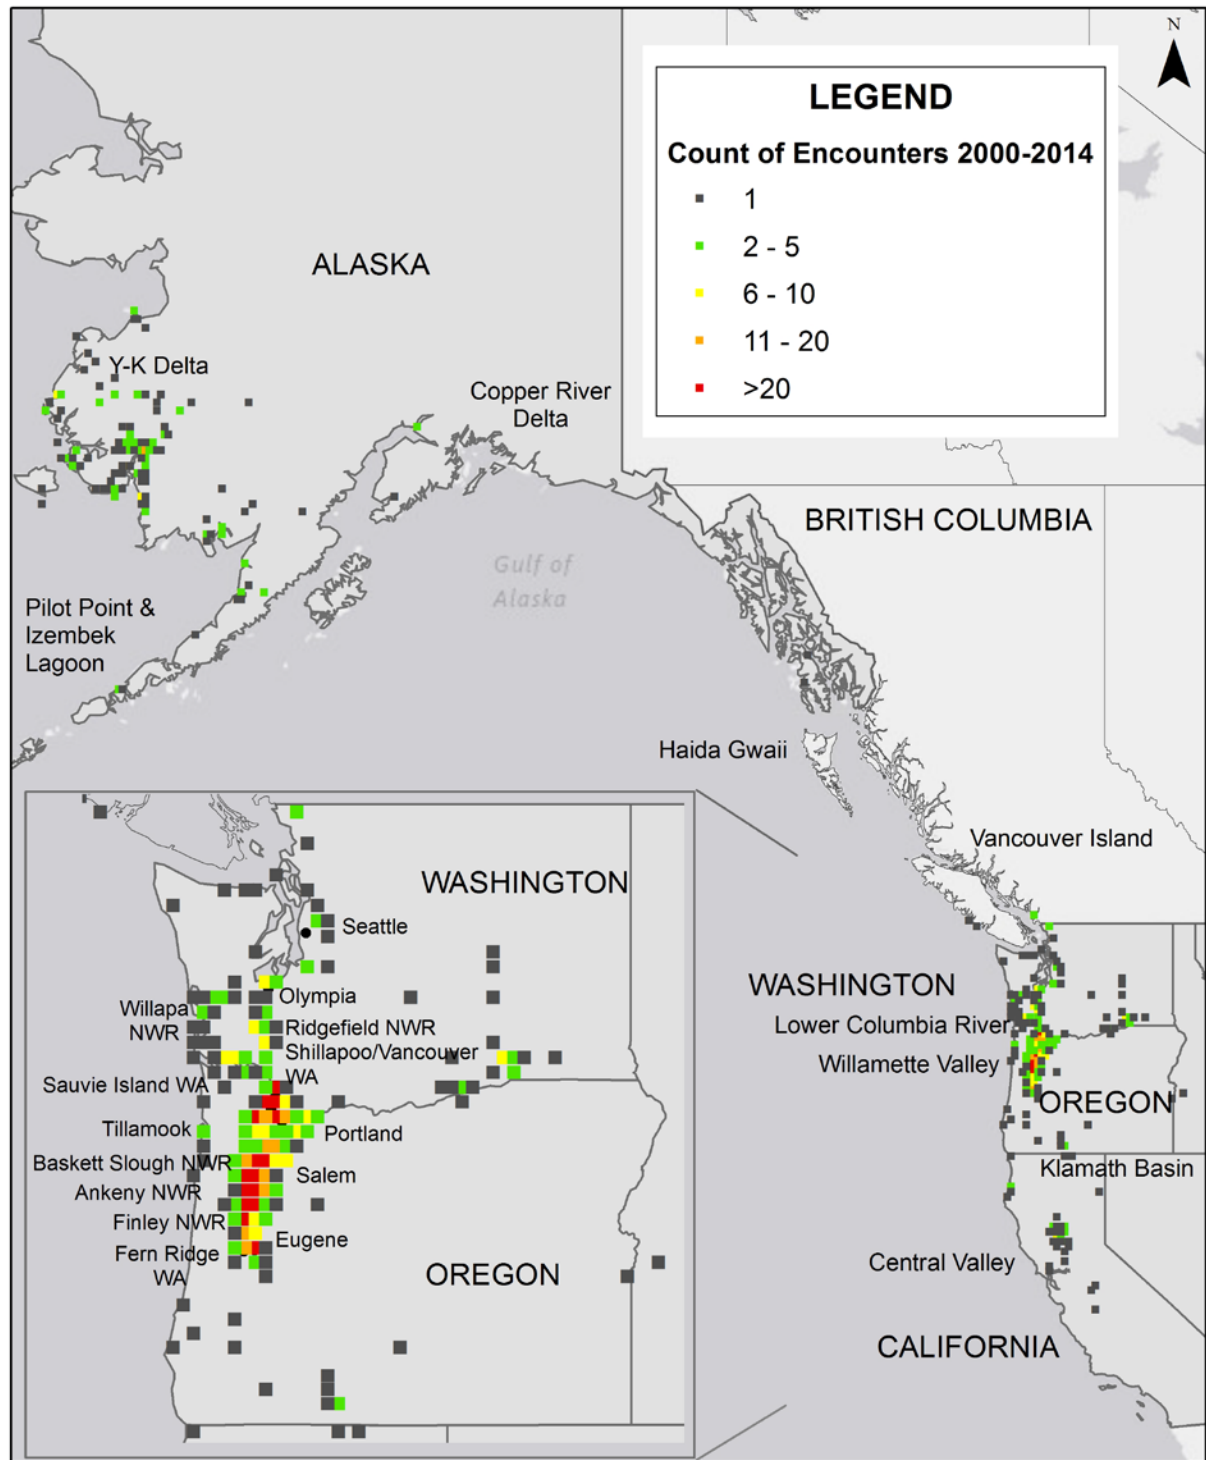 N
LEGEND
Count of Encounters 2000-2014
1
2 - 5
6 - 10
11 - 20
>20
ALASKA
Y-K Delta
Copper River
Delta
BRITISH COLUMBIA
Gulf of
Alaska
Pilot Point &
Izembek
Lagoon
Haida Gwaii
Vancouver Island
WASHINGTON
Lower Columbia River
Willamette Valley
OREGON
Klamath Basin
Central Valley
CALIFORNIA
WASHINGTON
Seattle
Olympia
Willapa
NWR
Ridgefield NWR
Shillapoo/Vancouver
WA
Sauvie Island WA
Tillamook
Portland
Baskett Slough NWR
Salem
Ankeny NWR
Finley NWR
Eugene
Fern Ridge
WA
OREGON